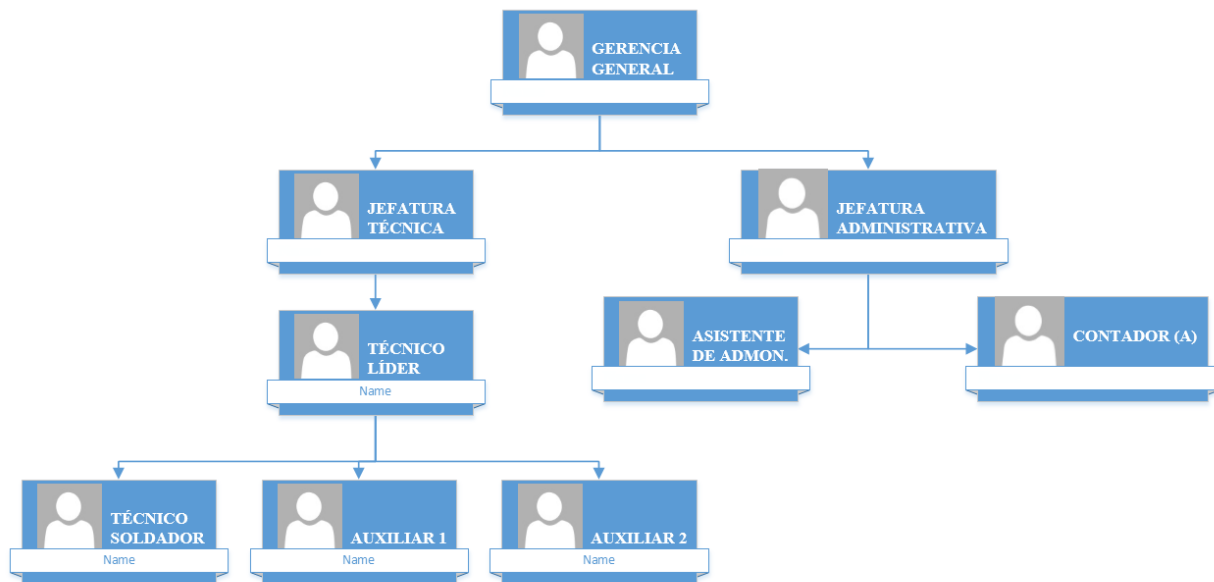 GERENCIA
GENERAL
JEFATURA
TÉCNICA
JEFATURA
ADMINISTRATIVA
TÉCNICO
LÍDER
Name
ASISTENTE
DE ADMON.
CONTADOR (A)
TÉCNICO
SOLDADOR
Name
AUXILIAR 1
Name
AUXILIAR 2
Name